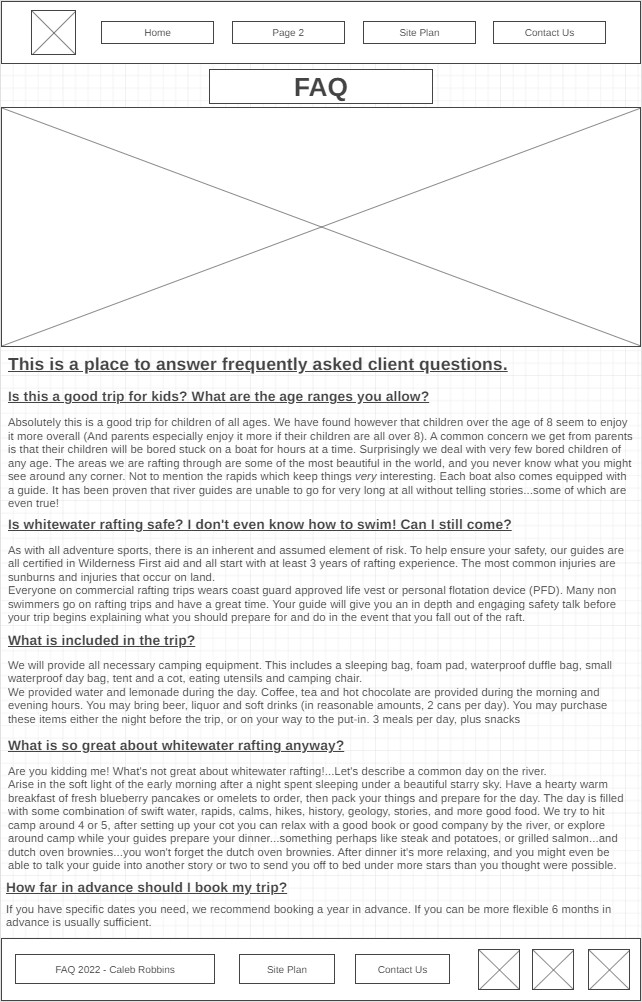 Home
Page 2
Site Plan
Contact Us
FAQ
This is a place to answer frequently asked client questions.
Is this a good trip for kids? What are the age ranges you allow?
Absolutely this is a good trip for children of all ages. We have found however that children over the age of 8 seem to enjoy
it more overall (And parents especially enjoy it more if their children are all over 8). A common concern we get from parents
is that their children will be bored stuck on a boat for hours at a time. Surprisingly we deal with very few bored children of
any age. The areas we are rafting through are some of the most beautiful in the world, and you never know what you might
see around any corner. Not to mention the rapids which keep things very interesting. Each boat also comes equipped with
a guide. It has been proven that river guides are unable to go for very long at all without telling stories...some of which are
even true!
Is whitewater rafting safe? I don't even know how to swim! Can I still come?
As with all adventure sports, there is an inherent and assumed element of risk. To help ensure your safety, our guides are
all certified in Wilderness First aid and all start with at least 3 years of rafting experience. The most common injuries are
sunburns and injuries that occur on land.
Everyone on commercial rafting trips wears coast guard approved life vest or personal flotation device (PFD). Many non
swimmers go on rafting trips and have a great time. Your guide will give you an in depth and engaging safety talk before
your trip begins explaining what you should prepare for and do in the event that you fall out of the raft.
What is included in the trip?
We will provide all necessary camping equipment. This includes a sleeping bag, foam pad, waterproof duffle bag, small
waterproof day bag, tent and a cot, eating utensils and camping chair.
We provided water and lemonade during the day. Coffee, tea and hot chocolate are provided during the morning and
evening hours. You may bring beer, liquor and soft drinks (in reasonable amounts, 2 cans per day). You may purchase
these items either the night before the trip, or on your way to the put-in. 3 meals per day, plus snacks
What is so great about whitewater rafting anyway?
Are you kidding me! What's not great about whitewater rafting!...Let's describe a common day on the river.
Arise in the soft light of the early morning after a night spent sleeping under a beautiful starry sky. Have a hearty warm
breakfast of fresh blueberry pancakes or omelets to order, then pack your things and prepare for the day. The day is filled
with some combination of swift water, rapids, calms, hikes, history, geology, stories, and more good food. We try to hit
camp around 4 or 5, after setting up your cot you can relax with a good book or good company by the river, or explore
around camp while your guides prepare your dinner...something perhaps like steak and potatoes, or grilled salmon...and
dutch oven brownies...you won't forget the dutch oven brownies. After dinner it's more relaxing, and you might even be
able to talk your guide into another story or two to send you off to bed under more stars than you thought were possible.
How far in advance should I book my trip?
If you have specific dates you need, we recommend booking a year in advance. If you can be more flexible 6 months in
advance is usually sufficient.
FAQ 2022 - Caleb Robbins
Site Plan
Contact Us